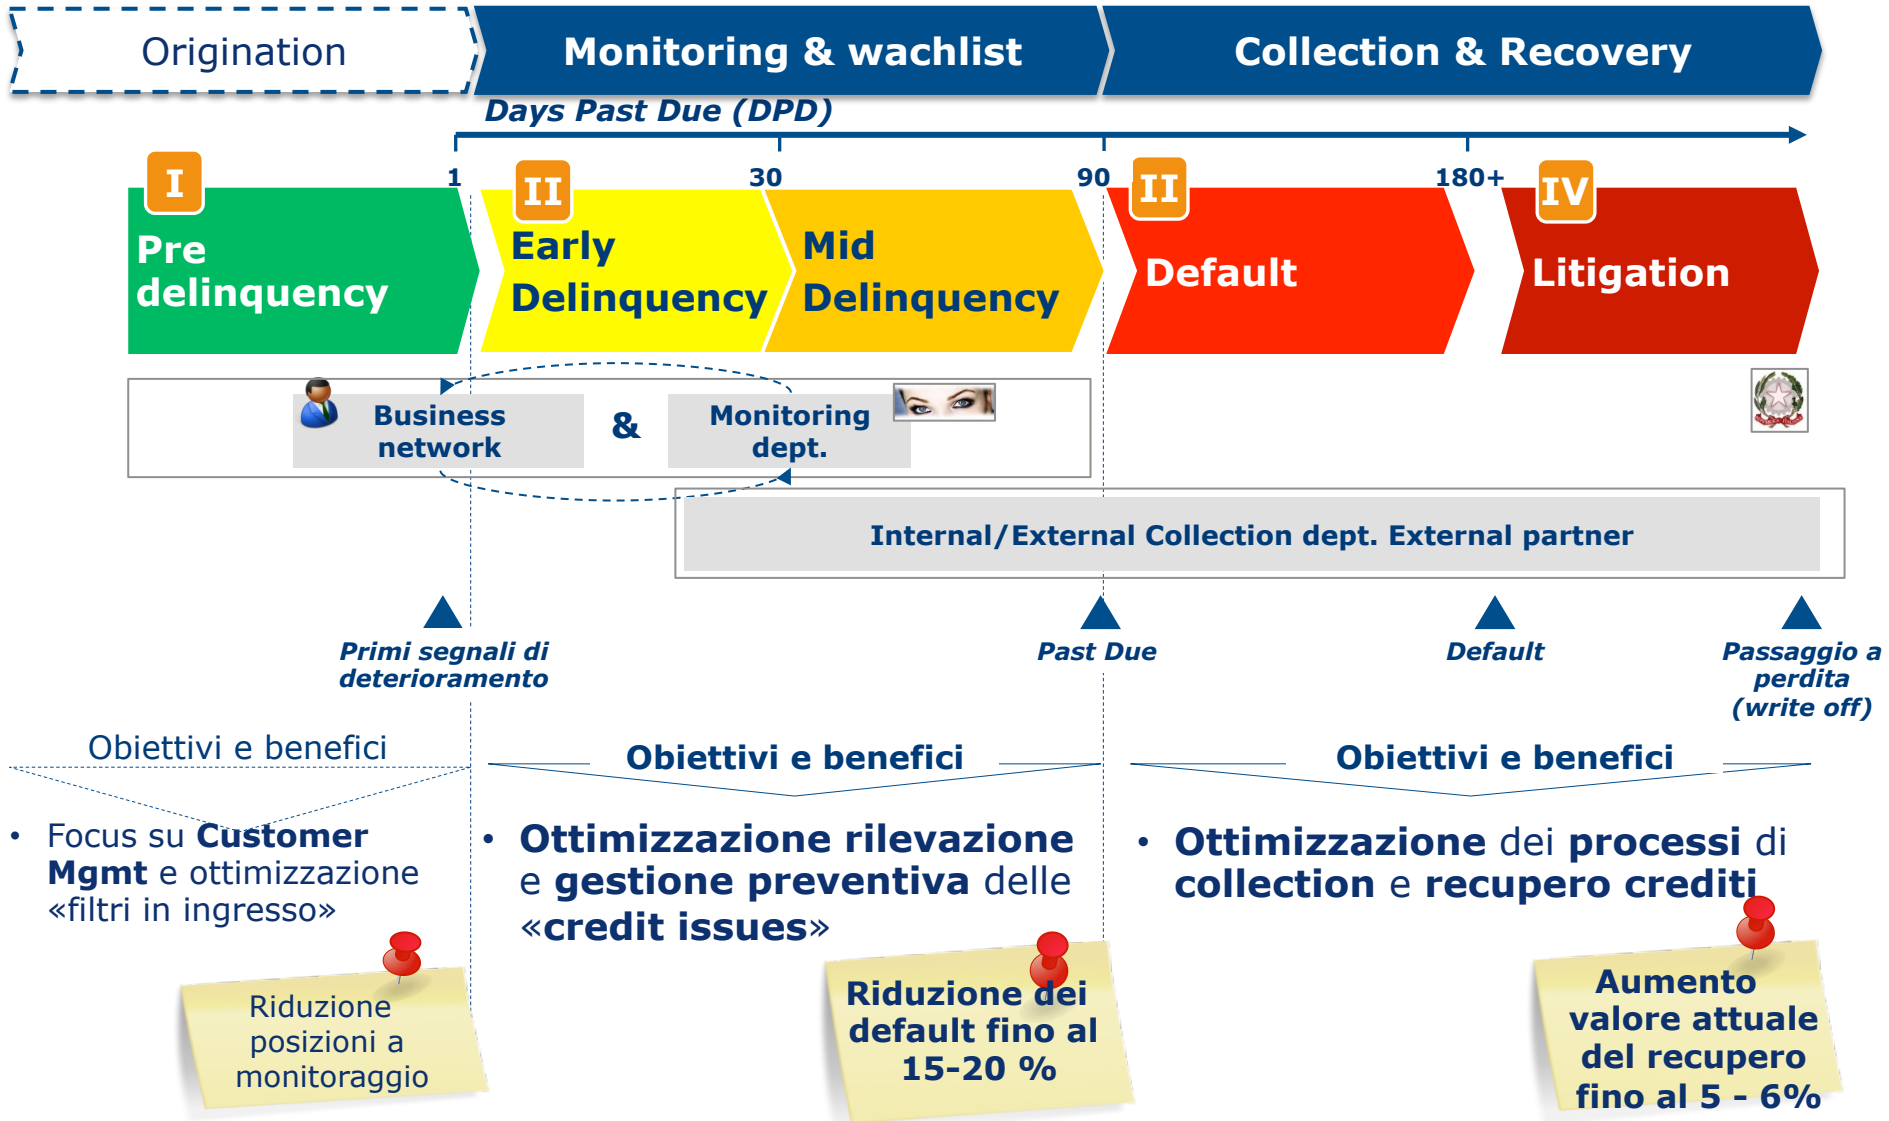 Origination
Monitoring & wachlist
Collection & Recovery
Days Past Due (DPD)
1
30
90
180+
I
II
II
IV
Pre
delinquency
Early
Delinquency
Mid
Delinquency
Default
Litigation
Business
network
&
Monitoring
dept.
Internal/External Collection dept. External partner
Primi segnali di
deterioramento
Past Due
Default
Passaggio a
perdita
(write off)
Obiettivi e benefici
Obiettivi e benefici
Obiettivi e benefici
• Focus su Customer
Mgmt e ottimizzazione
«filtri in ingresso»
• Ottimizzazione rilevazione
e gestione preventiva delle
«credit issues»
• Ottimizzazione dei processi di
collection e recupero crediti
Riduzione
posizioni a
monitoraggio
Riduzione dei
default fino al
15-20 %
Aumento
valore attuale
del recupero
fino al 5 - 6%